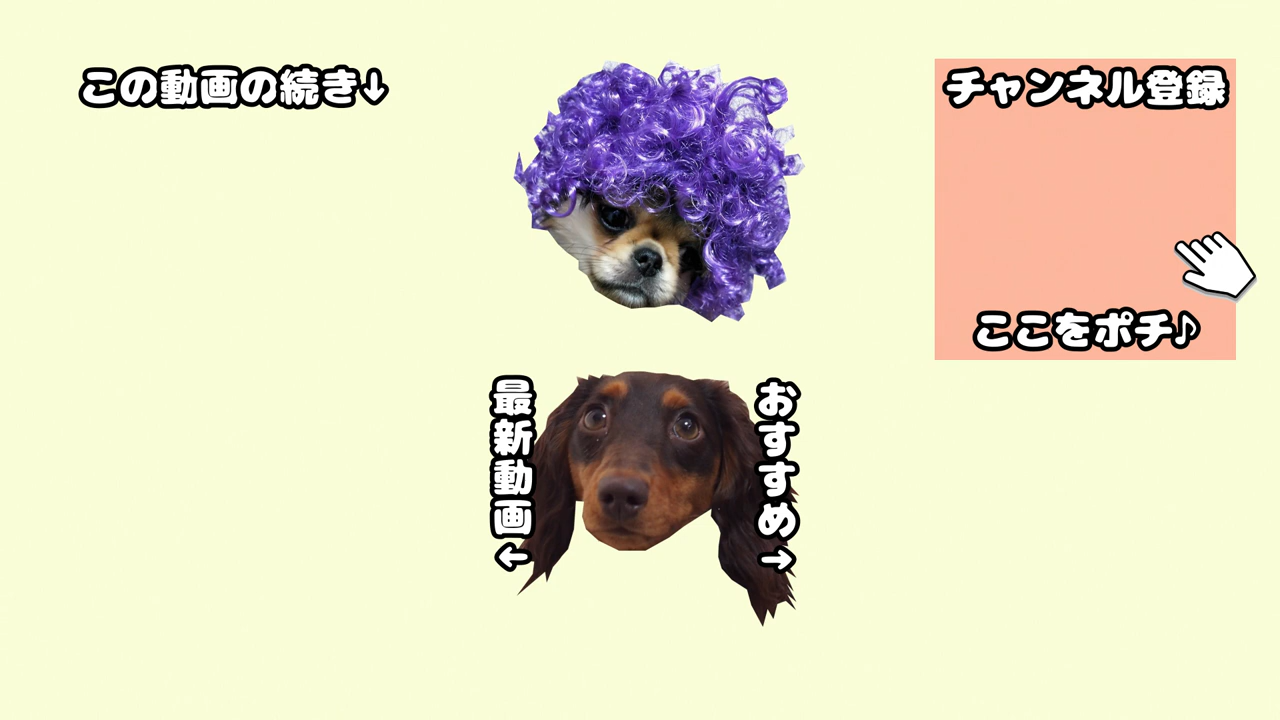 この動画の続き↓
チャンネル登録
ここをポチ♪
最新動画←
おすすめ→